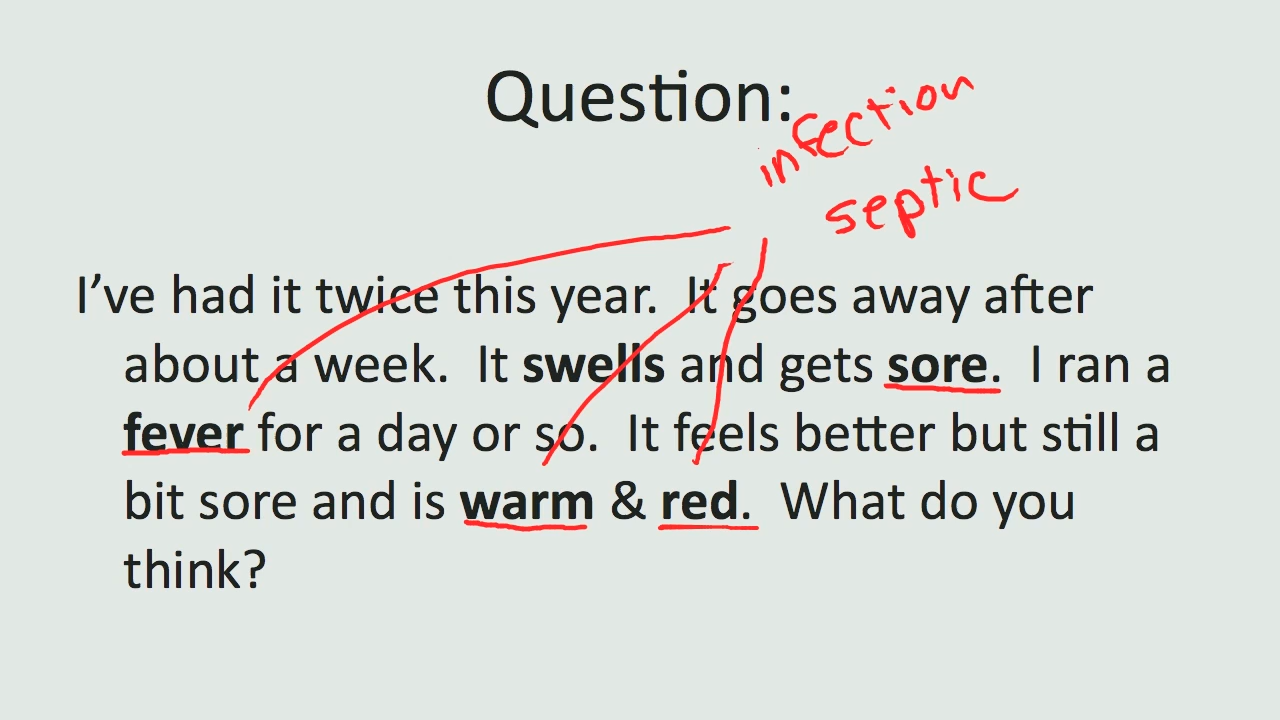 Question:
infection
septic
I’ve had it twice this year. It goes away after
about a week. It swells and gets sore. I ran a
fever for a day or so. It feels better but still a
bit sore and is warm & red. What do you
think?